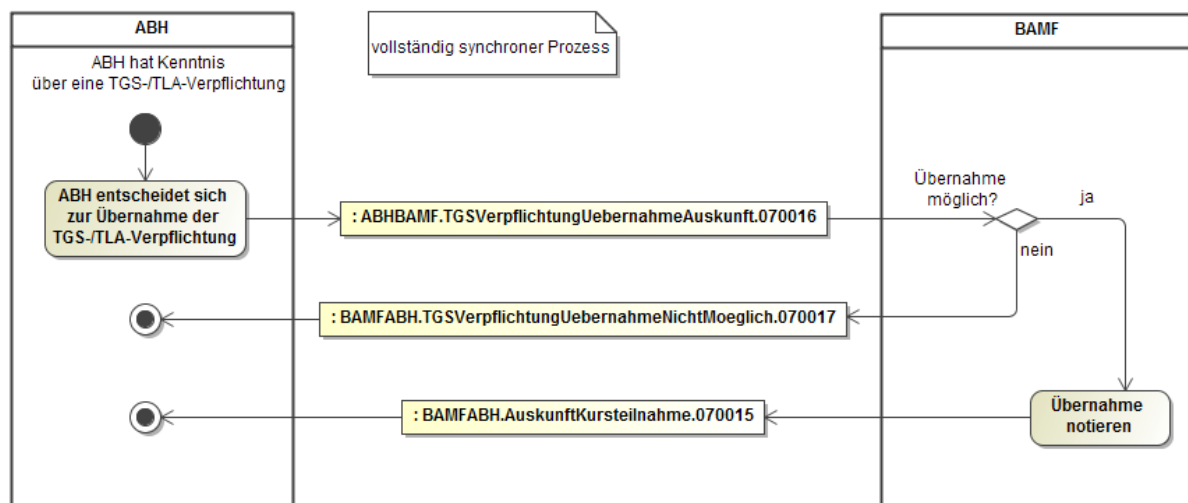 ABH
BAMF
vollständig synchroner Prozess
ABH hat Kenntnis
über eine TGS-/TLA-Verpflichtung
ABH entscheidet sich
zur Übernahme der
TGS-/TLA-Verpflichtung
: ABHBAMF.TGSVerpflichtungUebernahmeAuskunft.070016
Übernahme
möglich?
ja
nein
: BAMFABH.TGSVerpflichtungUebernahmeNichtMoeglich.070017
: BAMFABH.AuskunftKursteilnahme.070015
Übernahme
notieren